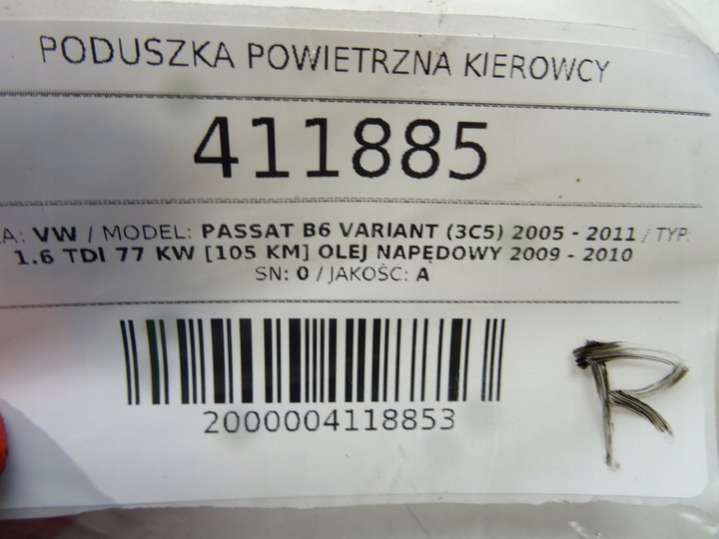 PODUSZKA POWIETRZNA KIEROWCY
411885
A: VW / MODEL: PASSAT B6 VARIANT (3C5) 2005 - 2011 / TYP:
1.6 TDI 77 KW [105 KM] OLEJ NAPĘDOWY 2009 - 2010
SN: 0 / JAKOŚĆ: A
2000004118853
R